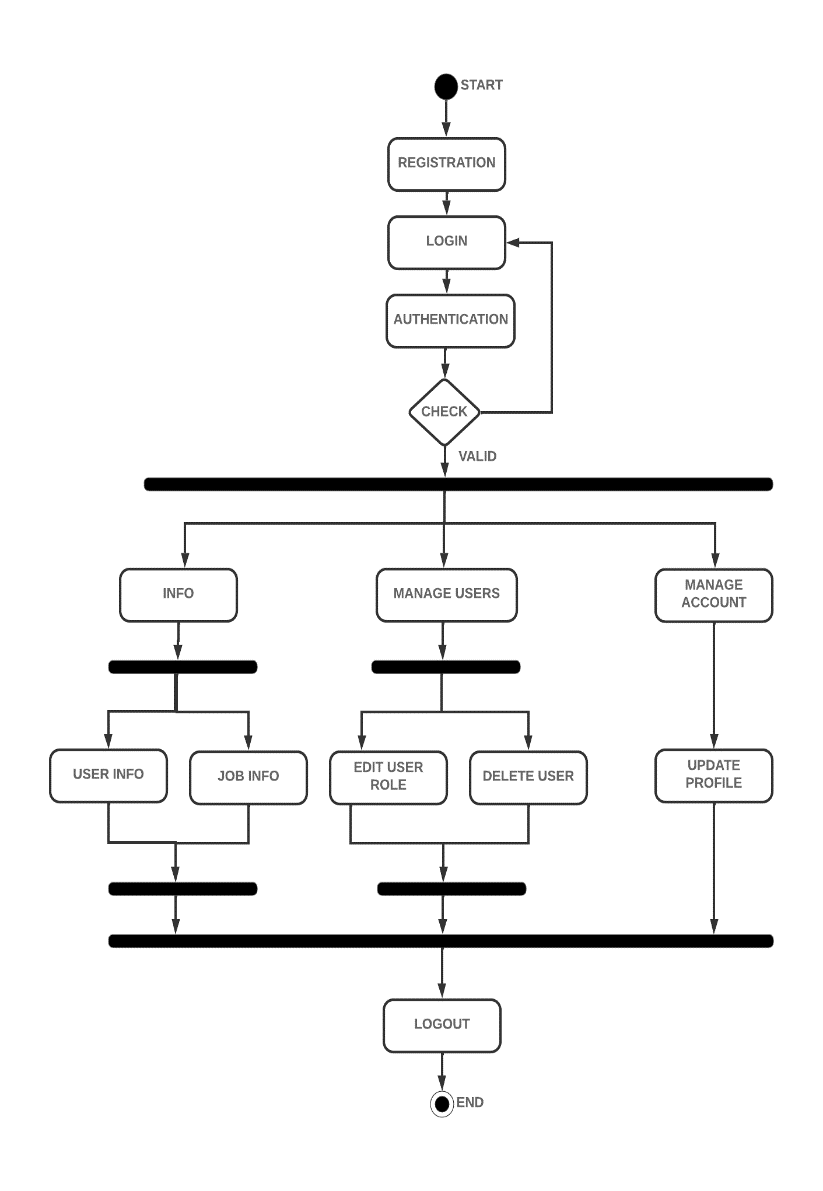 START
REGISTRATION
LOGIN
AUTHENTICATION
CHECK
VALID
INFO
MANAGE USERS
MANAGE
ACCOUNT
USER INFO
JOB INFO
EDIT USER
ROLE
DELETE USER
UPDATE
PROFILE
LOGOUT
END